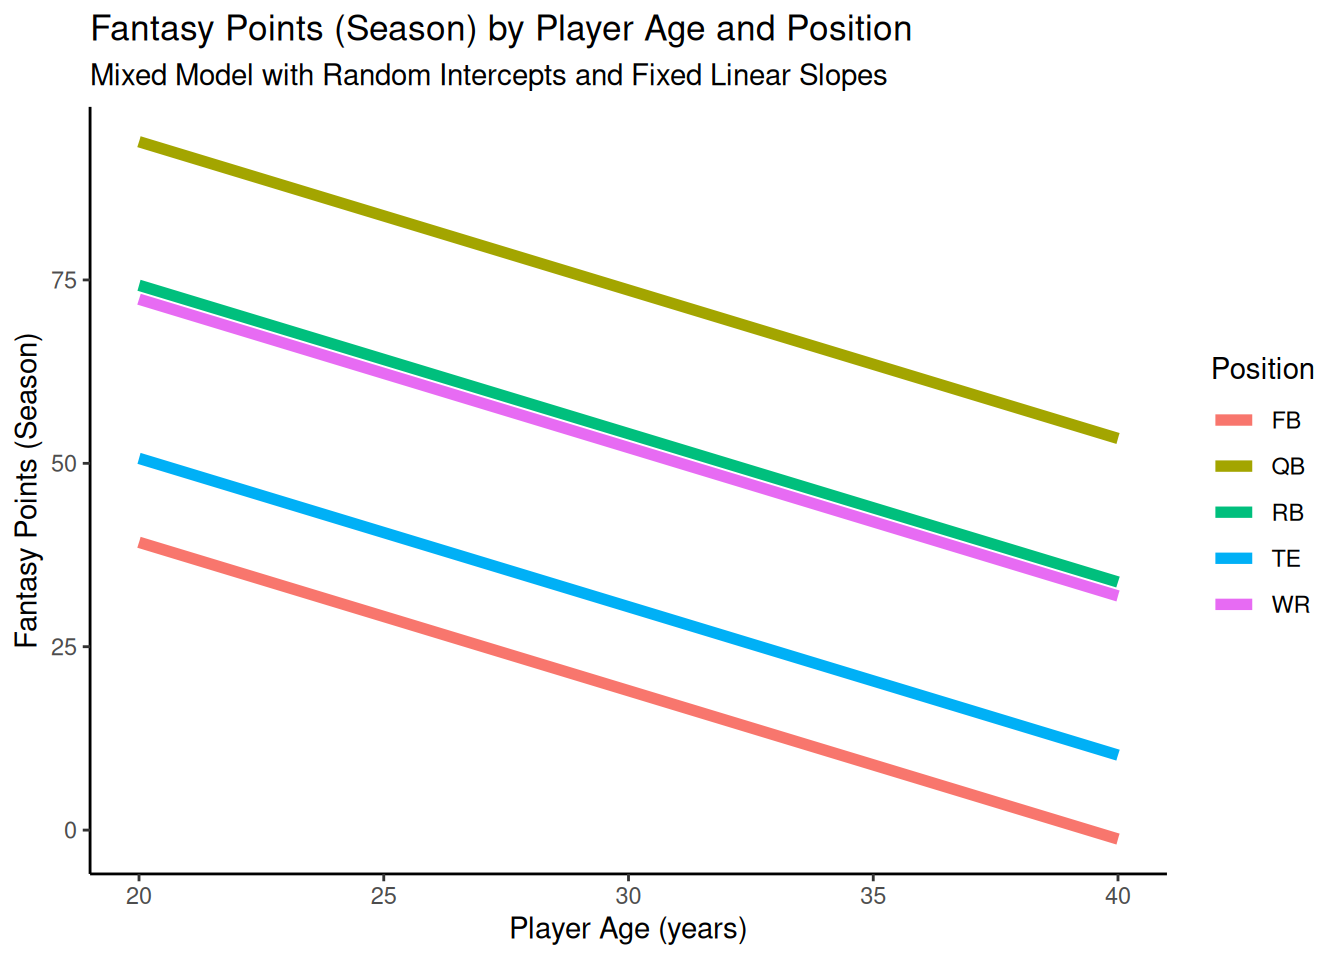 Fantasy Points (Season) by Player Age and Position
Mixed Model with Random Intercepts and Fixed Linear Slopes
Fantasy Points (Season)
75
50
25
0
20 25 30 35 40
Player Age (years)
Position
FB
QB
RB
TE
WR